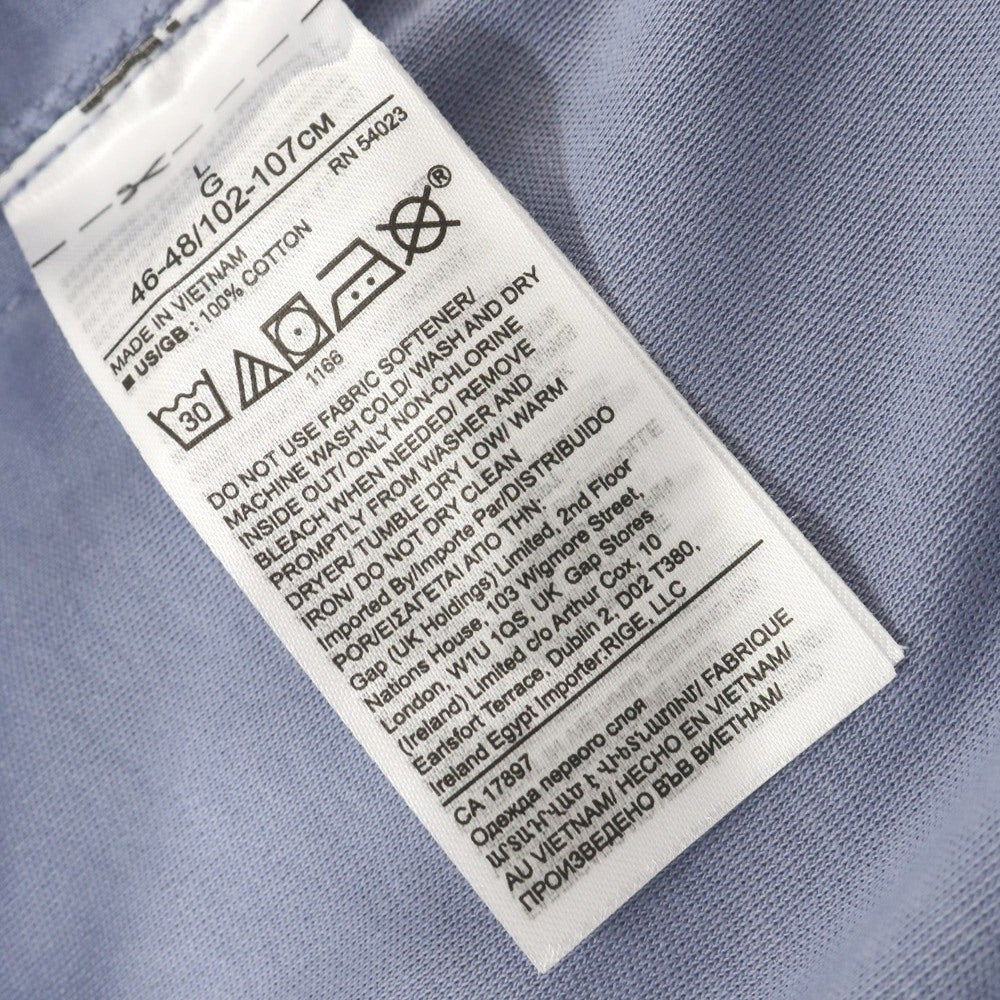 L
G
46-48/102-107CM
RN 54023
MADE IN VIETNAM
US/GB : 100% COTTON
30
®
1166
DO NOT USE FABRIC SOFTENER/
MACHINE WASH COLD/ WASH AND DRY
INSIDE OUT/ ONLY NON-CHLORINE
BLEACH WHEN NEEDED/ REMOVE
PROMPTLY FROM WASHER AND
DRYER/ TUMBLE DRY LOW/ WARM
IRON/ DO NOT DRY CLEAN
Imported By/Importe Par/DISTRIBUIDO
POR/ΕΙΣΑΓΕΤΑΙ ΑΠΟ ΤΗΝ:
Gap (UK Holdings) Limited, 2nd Floor
Nations House, 103 Wigmore Street,
London, W1U 1QS, UK Gap Stores
(Ireland) Limited c/o Arthur Cox, 10
Earlsfort Terrace, Dublin 2, D02 T380,
Ireland Egypt Importer:RIGE, LLC
CA 17897
Одежда первого слоя
ԱՐՏԱԴՐՎԱԾ Է ՎԻԵՏՆԱՄՈՒՄ/ FABRIQUE
AU VIETNAM/ HECHO EN VIETNAM/
ПРОИЗВЕДЕНО ВЪВ ВИЕТНАМ/